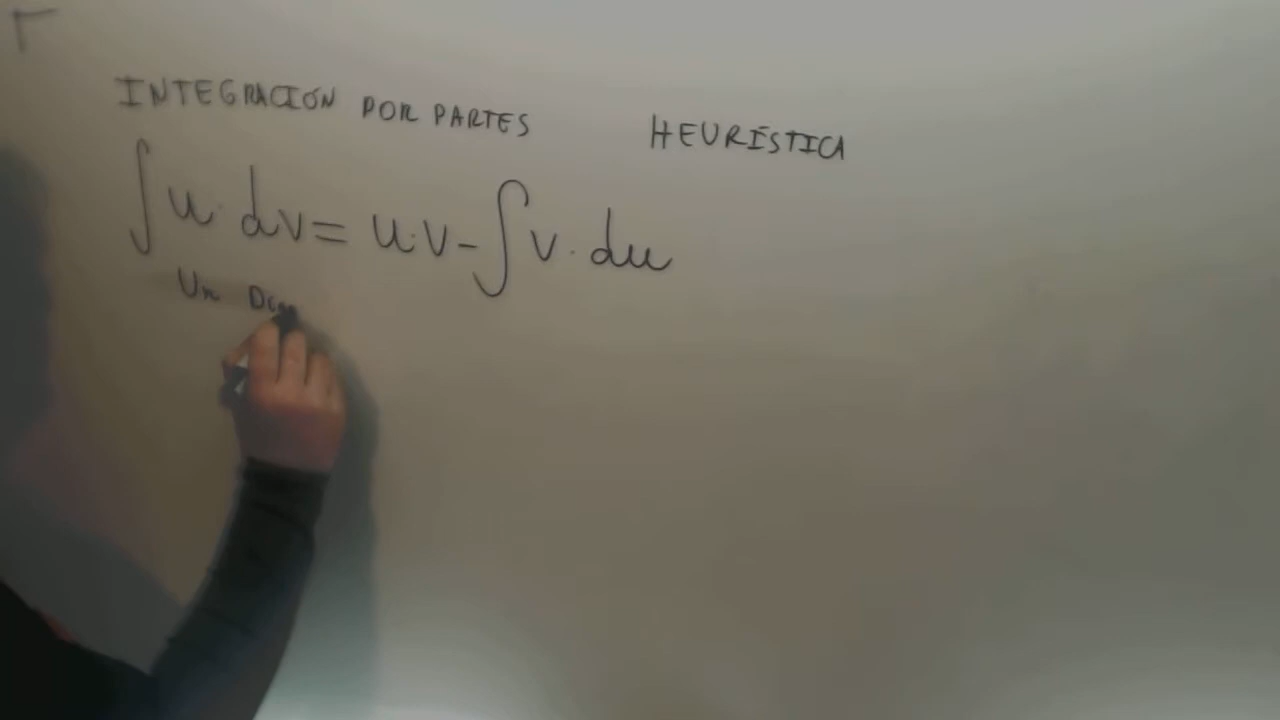 INTEGRACIÓN POR PARTES HEURÍSTICA
∫u·dv = u·v - ∫v·du
Un